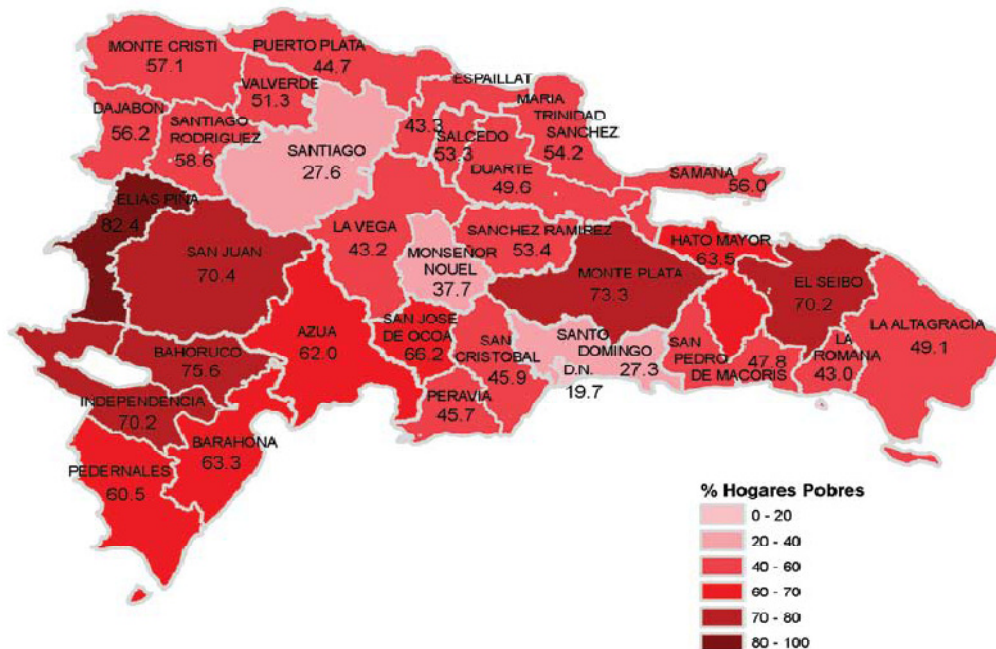 MONTE CRISTI
57.1
PUERTO PLATA
44.7
VALVERDE
51.3
ESPAILLAT
43.3
MARIA
TRINIDAD
SANCHEZ
54.2
DAJABON
56.2
SANTIAGO
RODRIGUEZ
58.6
SANTIAGO
27.6
SALCEDO
53.3
DUARTE
49.6
SAMANA
56.0
ELIAS PIÑA
82.4
SAN JUAN
70.4
LA VEGA
43.2
MONSEÑOR
NOUEL
37.7
SANCHEZ RAMIREZ
53.4
MONTE PLATA
73.3
HATO MAYOR
63.5
EL SEIBO
70.2
LA ALTAGRACIA
49.1
AZUA
62.0
SAN JOSE
DE OCOA
66.2
SAN
CRISTOBAL
45.9
SANTO
DOMINGO
27.3
D.N.
19.7
SAN
PEDRO
DE MACORIS
47.8
LA
ROMANA
43.0
BAHORUCO
75.6
INDEPENDENCIA
70.2
PERAVIA
45.7
BARAHONA
63.3
PEDERNALES
60.5
% Hogares Pobres
0 - 20
20 - 40
40 - 60
60 - 70
70 - 80
80 - 100